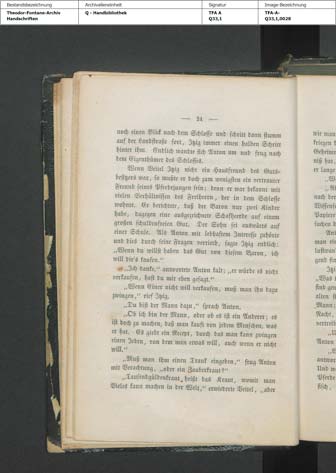 Bestandsbezeichnung
Theodor-Fontane-Archiv
Handschriften
Archivalieneinheit
Q - Handbibliothek
Signatur
TFA A
Q33,1
Image-Bezeichnung
TFA-A-
Q33,1,0028
— 24 —
noch einen Blick nach dem Schlosse und schritt dann stumm
auf der Landstraße fort, Itzig immer einen halben Schritt
hinter ihm. Endlich wandte sich Anton um und frug nach
dem Eigenthümer des Schlosses.
Wenn Veitel Itzig nicht ein Hausfreund des Guts-
besitzers war, so mußte er doch zum wenigsten ein vertrauter
Freund seines Pferdejungen sein; denn er war bekannt mit
vielen Verhältnissen des Freiherrn, der in dem Schlosse
wohnte. Er berichtete, daß der Baron nur zwei Kinder
habe, dagegen eine ausgezeichnete Schafheerde auf einem
großen schuldenfreien Gut. Der Sohn sei auswärts auf
einer Schule. Als Anton mit lebhaftem Interesse zuhörte
und dies durch seine Fragen verrieth, sagte Itzig endlich:
„Wenn du willst haben das Gut von diesem Baron, ich
will dir's kaufen.“
„Ich danke,“ antwortete Anton kalt; „er würde es nicht
verkaufen, hast du mir eben gesagt.“
„Wenn Einer nicht will verkaufen, muß man ihn dazu
zwingen,“ rief Itzig.
„Du bist der Mann dazu,“ sprach Anton.
„Ob ich bin der Mann, oder ob es ist ein Anderer; es
ist doch zu machen, daß man kauft von jedem Menschen, was
er hat. Es giebt ein Recept, durch das man kann zwingen
einen Jeden, von dem man etwas will, auch wenn er nicht
will.“
„Muß man ihm einen Trank eingeben,“ frug Anton
mit Verachtung, „oder ein Zauberkraut?“
„Tausendgüldenkraut heißt das Kraut, womit man
Vieles kann machen in der Welt,“ erwiederte Veitel, „aber